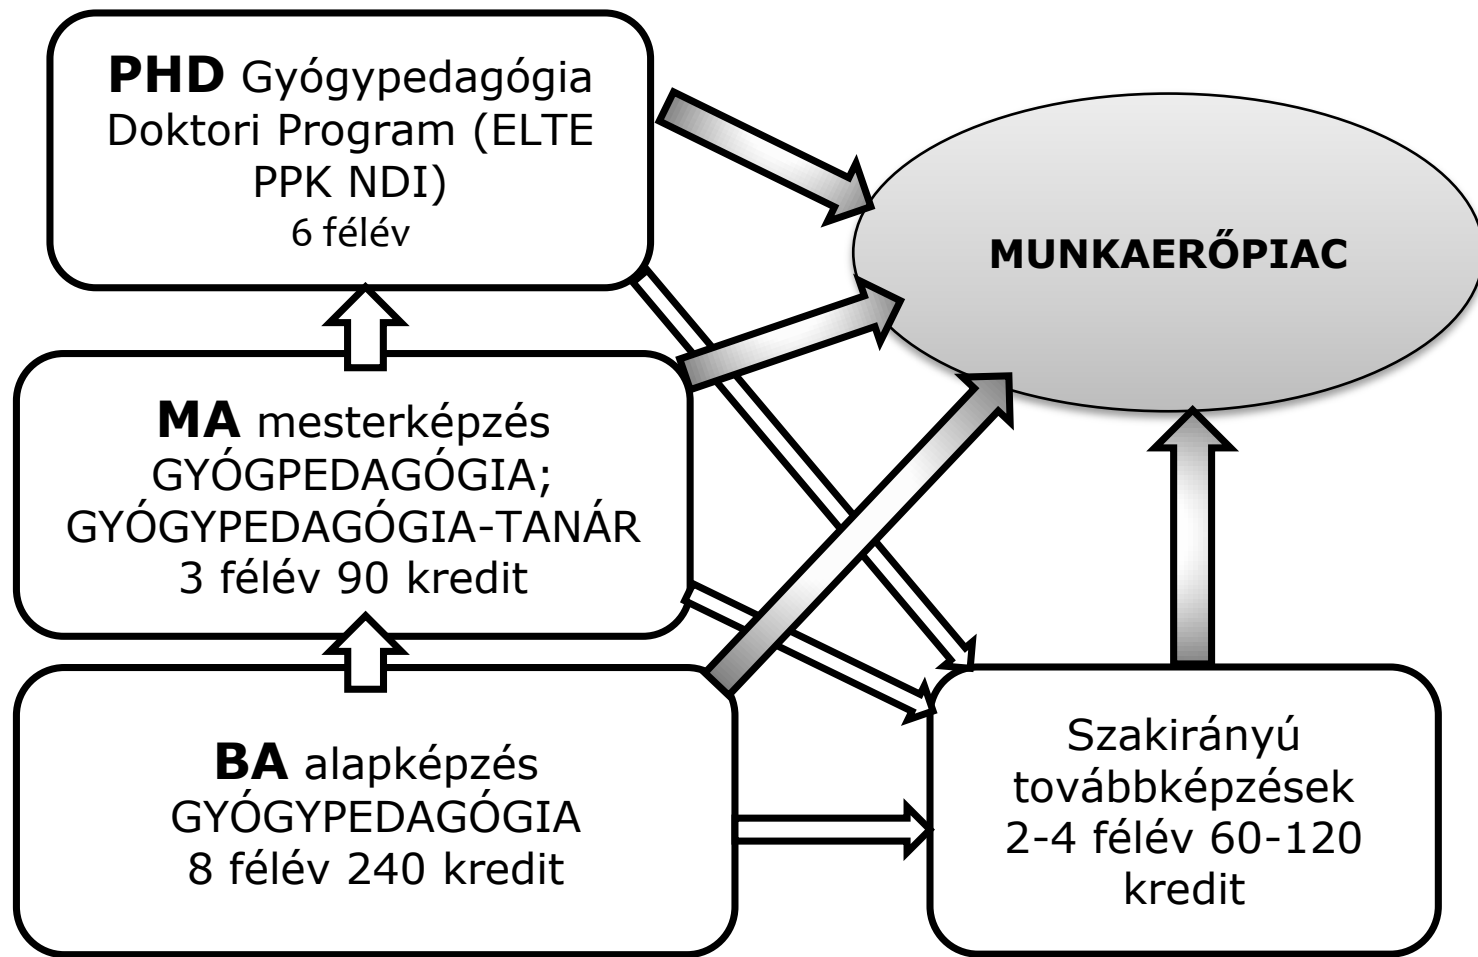 PHD Gyógypedagógia
Doktori Program (ELTE
PPK NDI)
6 félév
MUNKAERŐPIAC
MA mesterképzés
GYÓGPEDAGÓGIA;
GYÓGYPEDAGÓGIA-TANÁR
3 félév 90 kredit
BA alapképzés
GYÓGYPEDAGÓGIA
8 félév 240 kredit
Szakirányú
továbbképzések
2-4 félév 60-120
kredit